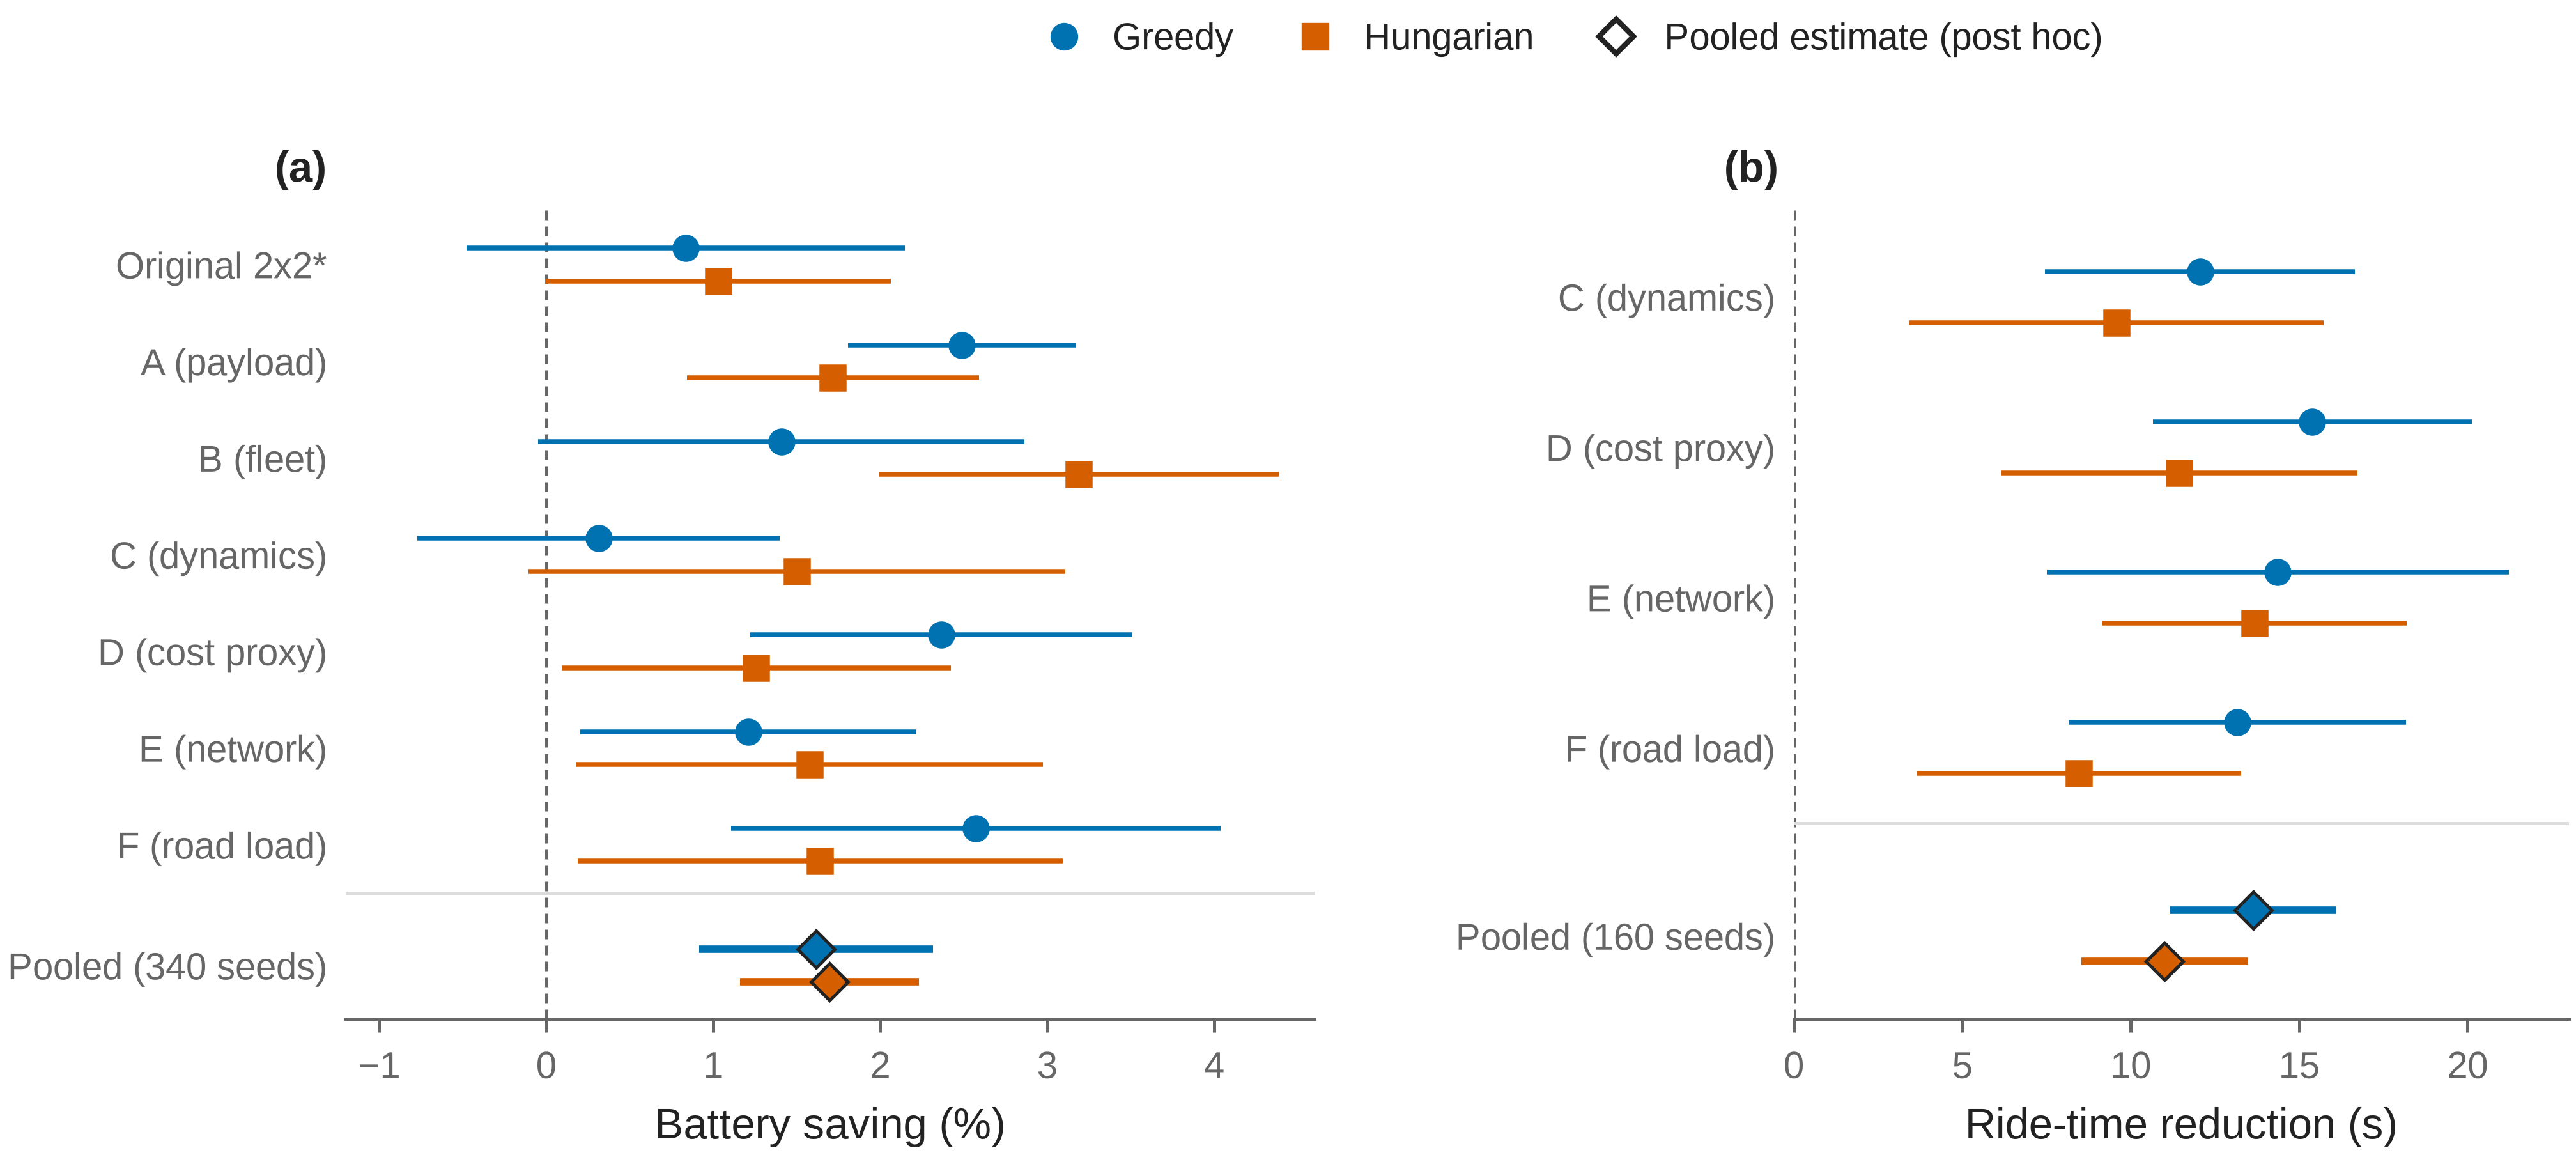 Greedy Hungarian Pooled estimate (post hoc)
(a)
Original 2x2*
A (payload)
B (fleet)
C (dynamics)
D (cost proxy)
E (network)
F (road load)
Pooled (340 seeds)
−1 0 1 2 3 4
Battery saving (%)
(b)
C (dynamics)
D (cost proxy)
E (network)
F (road load)
Pooled (160 seeds)
0 5 10 15 20
Ride-time reduction (s)